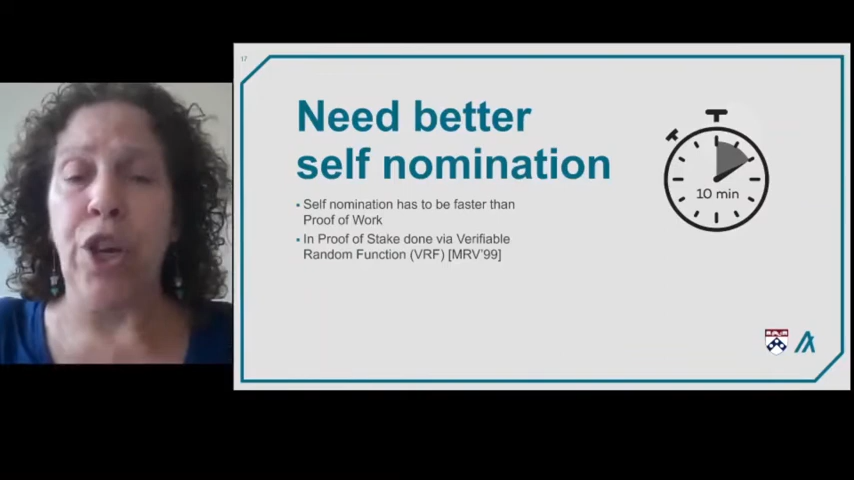 17
Need better
self nomination
▪ Self nomination has to be faster than
Proof of Work
▪ In Proof of Stake done via Verifiable
Random Function (VRF) [MRV'99]
10 min